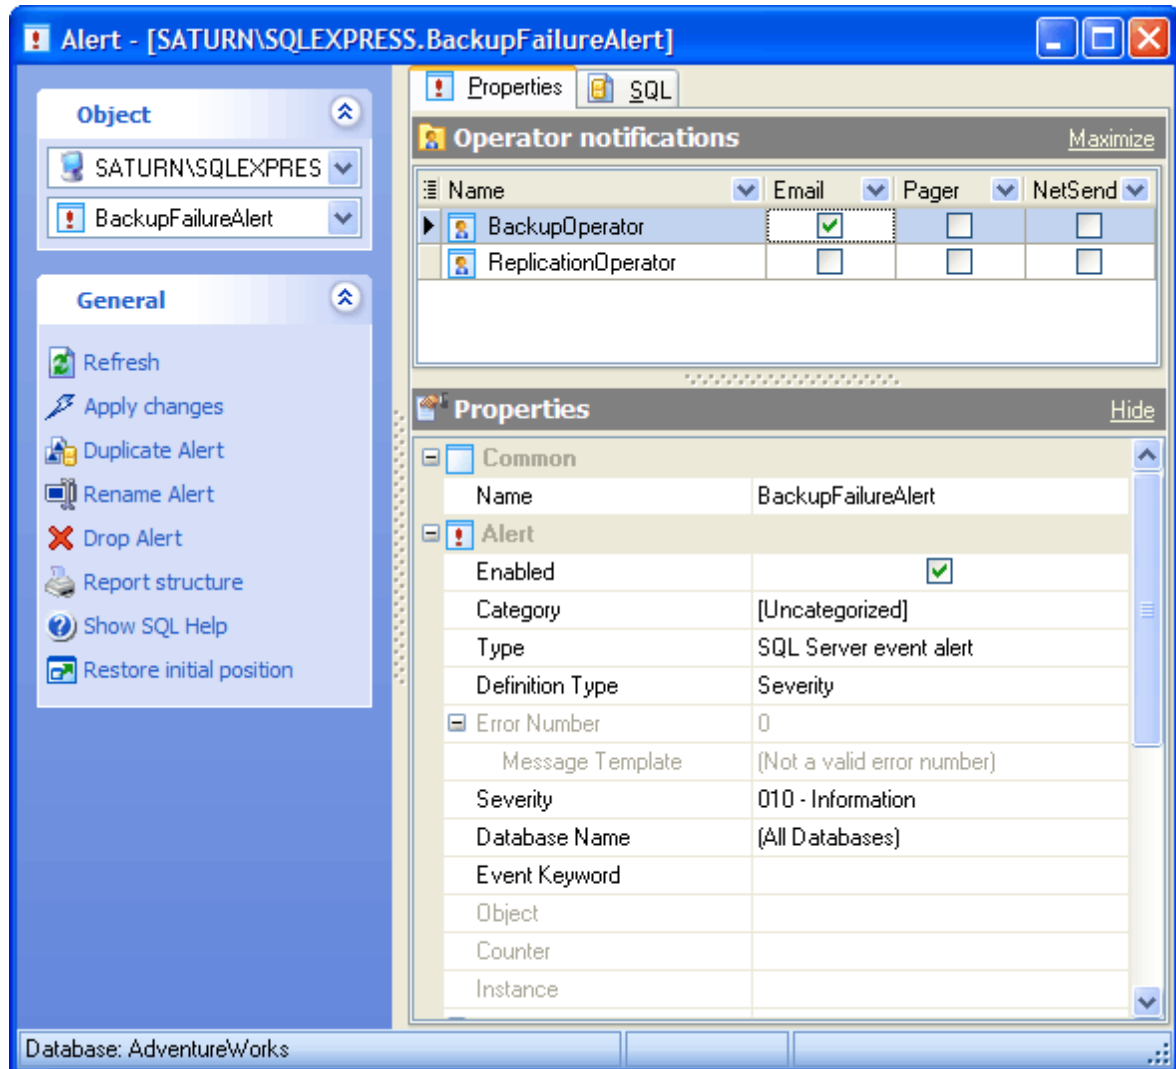 Alert - [SATURN\SQLEXPRESS.BackupFailureAlert]
Object
SATURN\SQLEXPRES
BackupFailureAlert
General
Refresh
Apply changes
Duplicate Alert
Rename Alert
Drop Alert
Report structure
Show SQL Help
Restore initial position
Properties SQL
Operator notifications Maximize
Name Email Pager NetSend
BackupOperator
ReplicationOperator
Properties Hide
Common
Name BackupFailureAlert
Alert
Enabled
Category [Uncategorized]
Type SQL Server event alert
Definition Type Severity
Error Number 0
Message Template (Not a valid error number)
Severity 010 - Information
Database Name (All Databases)
Event Keyword
Object
Counter
Instance
Database: AdventureWorks